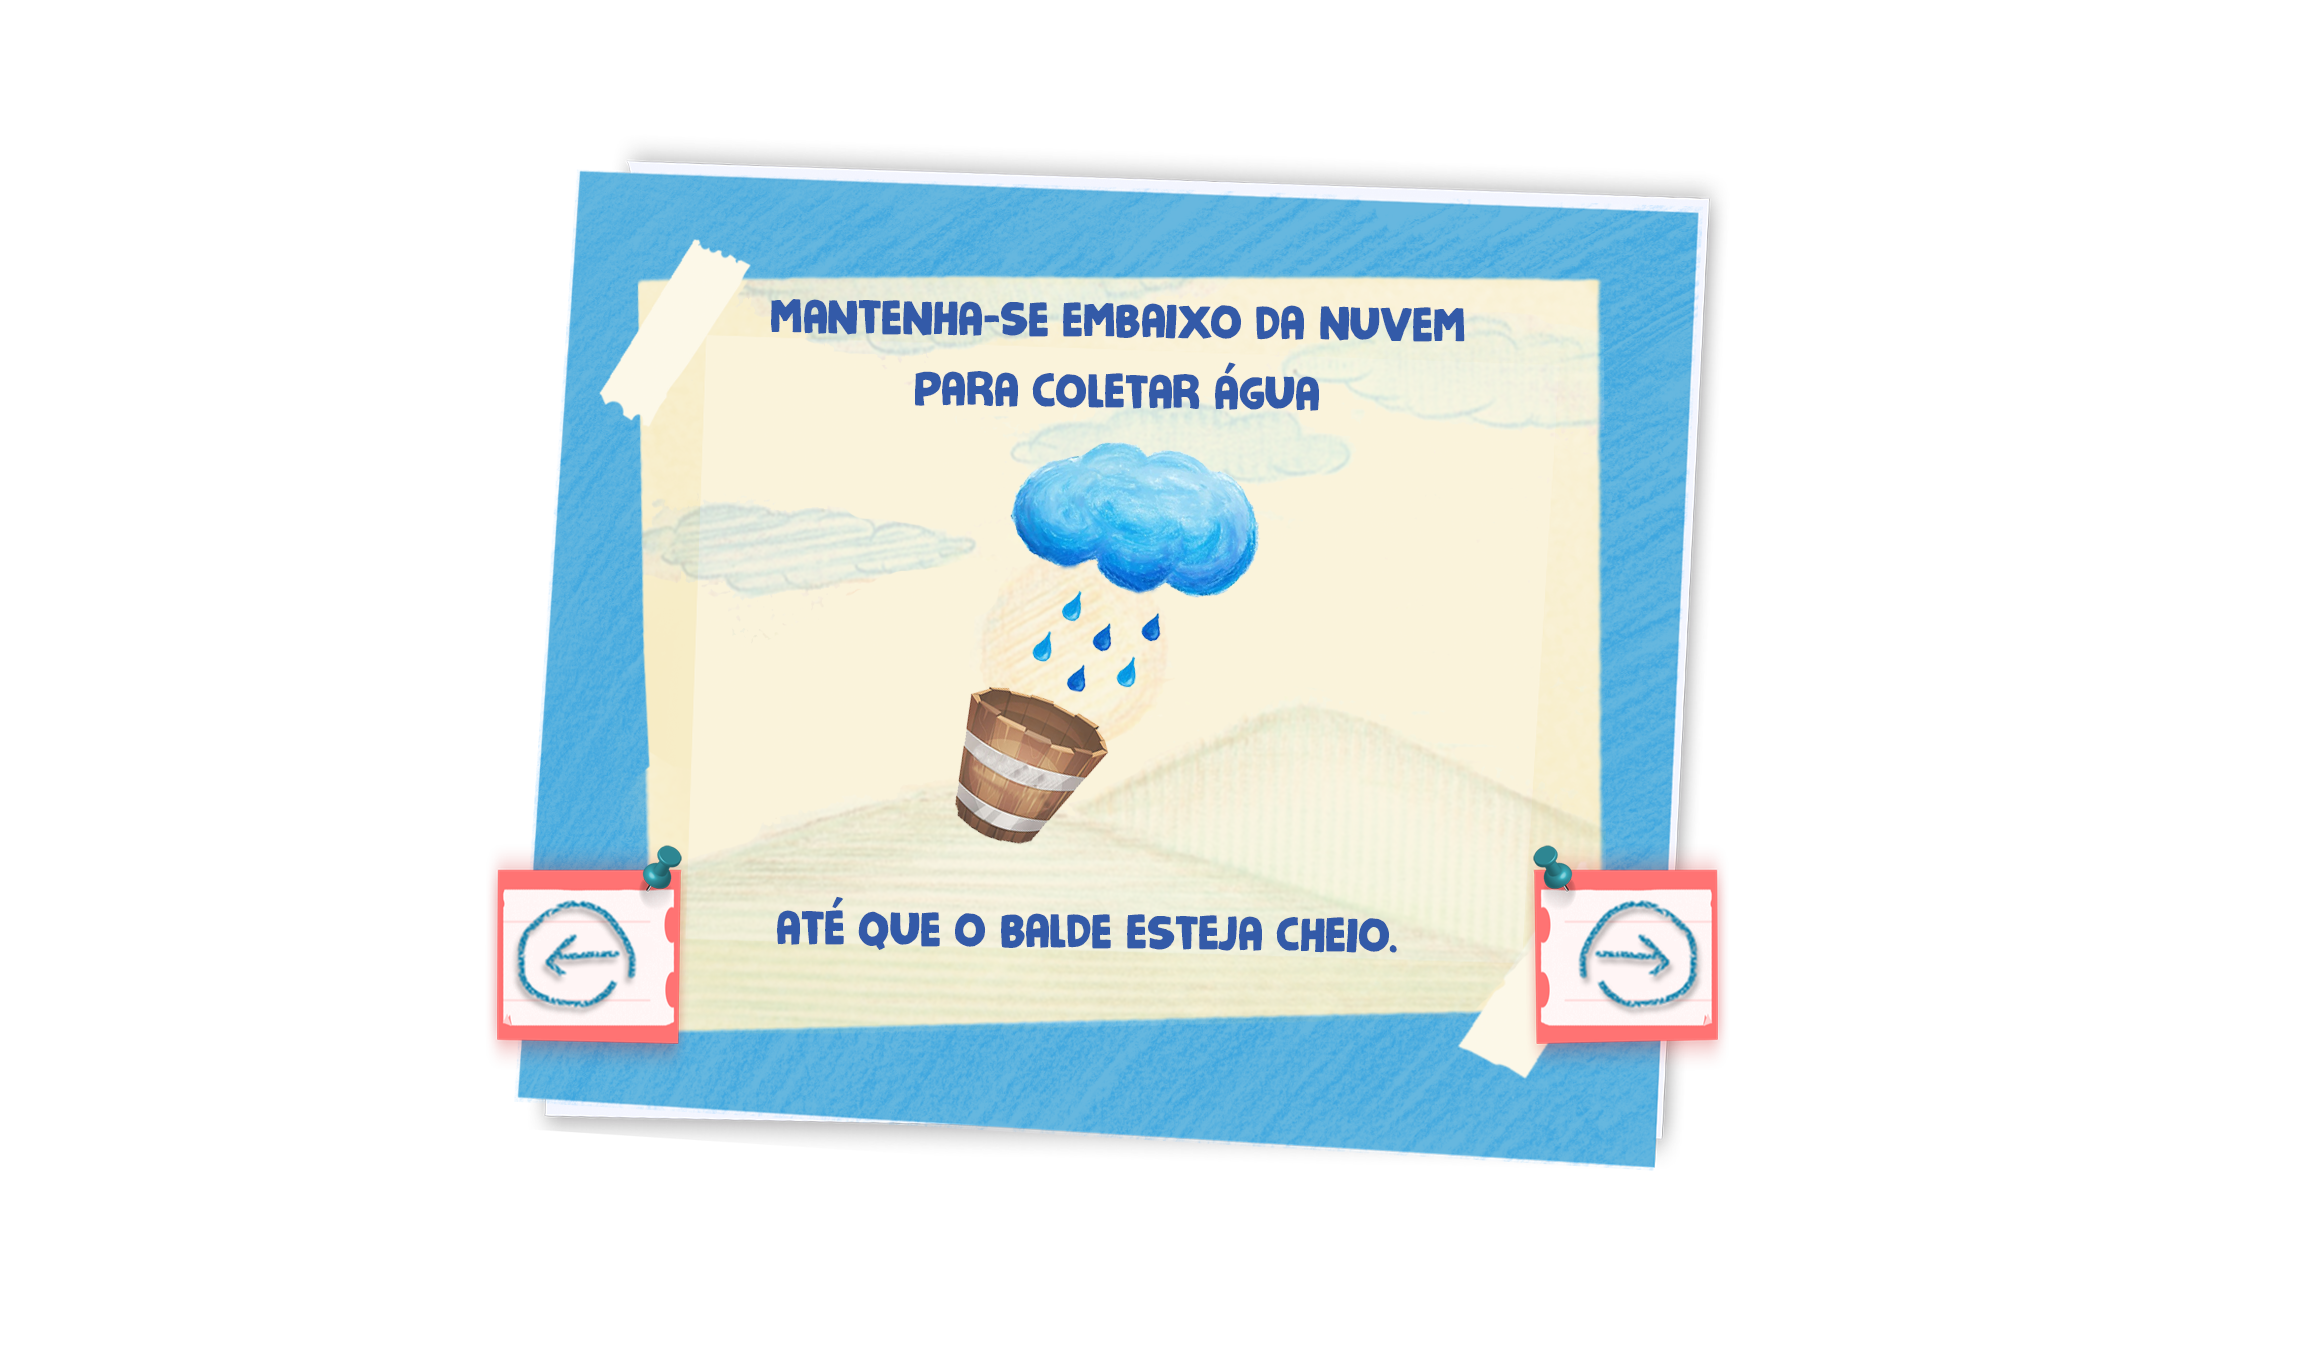 MANTENHA-SE EMBAIXO DA NUVEM
PARA COLETAR ÁGUA
ATÉ QUE O BALDE ESTEJA CHEIO.